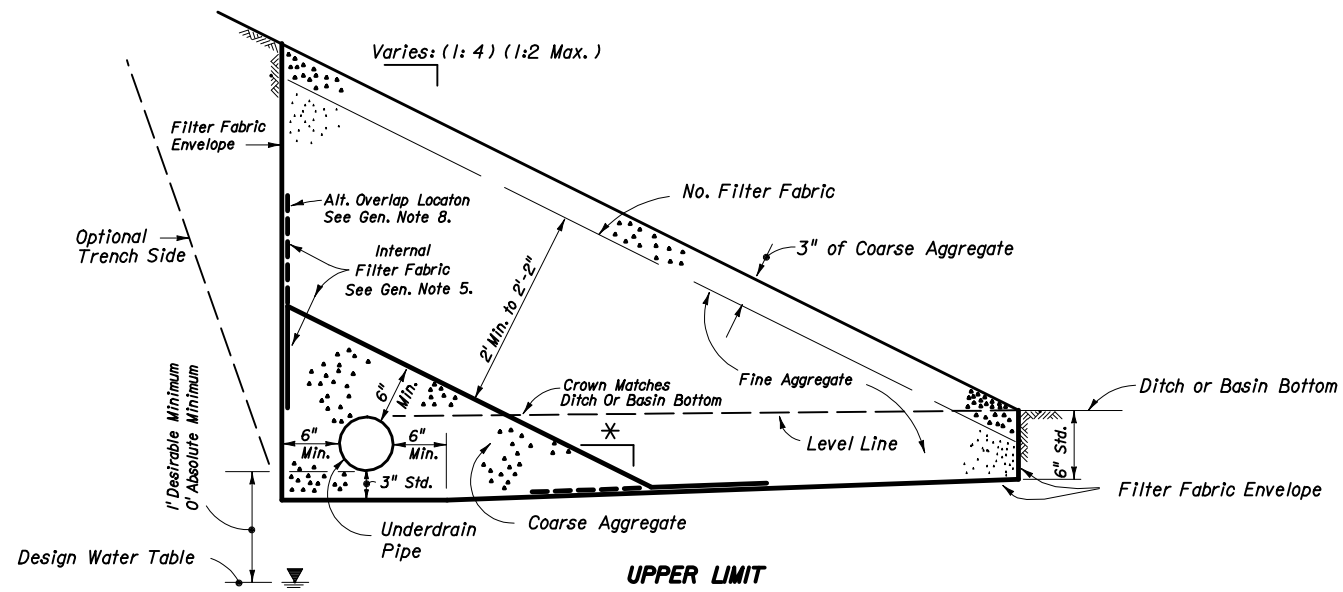 Varies: (1: 4) (1:2 Max.)
Filter Fabric
Envelope
No. Filter Fabric
Alt. Overlap Locaton
See Gen. Note 8.
Optional
Trench Side
Internal
Filter Fabric
See Gen. Note 5.
3" of Coarse Aggregate
2' Min. to 2'-2"
1' Desirable Minimum
0' Absolute Minimum
6"
Min.
Fine Aggregate
Crown Matches
Ditch Or Basin Bottom
Ditch or Basin Bottom
*
Level Line
6" Std.
6"
Min.
6"
Min.
3" Std.
Filter Fabric Envelope
Coarse Aggregate
Underdrain
Pipe
Design Water Table
UPPER LIMIT